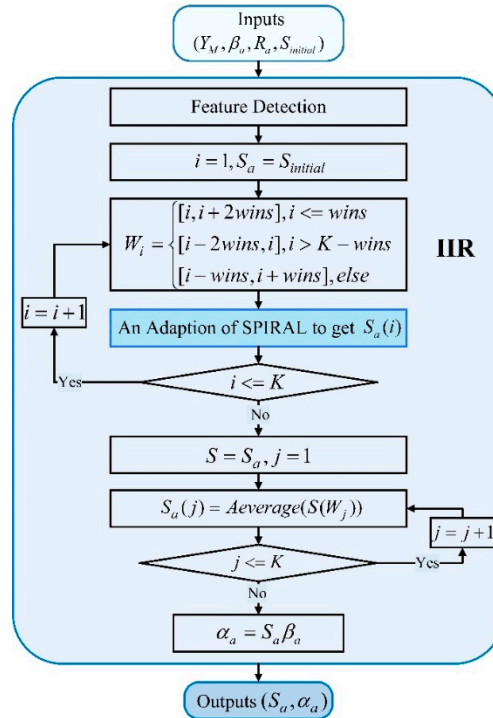 Inputs
(Y_M, β_a, R_a, S_initial)
Feature Detection
i = 1, S_a = S_initial
W_i = { [i, i + 2wins], i <= wins
[i − 2wins, i], i > K − wins
[i − wins, i + wins], else
IIR
i = i + 1
An Adaption of SPIRAL to get S_a(i)
Yes
i <= K
No
S = S_a, j = 1
S_a(j) = Aeverage(S(W_j))
j = j + 1
j <= K
Yes
No
α_a = S_a β_a
Outputs (S_a, α_a)